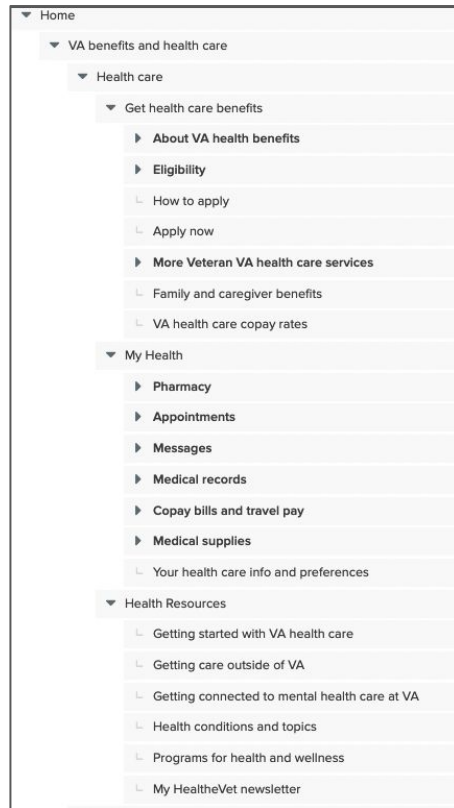 Home
VA benefits and health care
Health care
Get health care benefits
About VA health benefits
Eligibility
How to apply
Apply now
More Veteran VA health care services
Family and caregiver benefits
VA health care copay rates
My Health
Pharmacy
Appointments
Messages
Medical records
Copay bills and travel pay
Medical supplies
Your health care info and preferences
Health Resources
Getting started with VA health care
Getting care outside of VA
Getting connected to mental health care at VA
Health conditions and topics
Programs for health and wellness
My HealtheVet newsletter